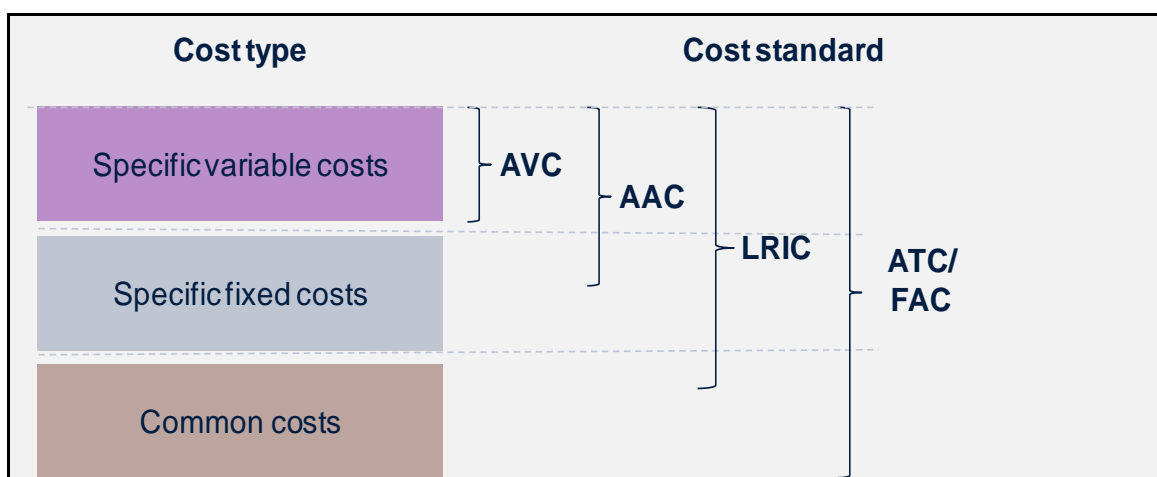 Cost type
Cost standard
Specific variable costs
AVC
AAC
LRIC
ATC/
FAC
Specific fixed costs
Common costs